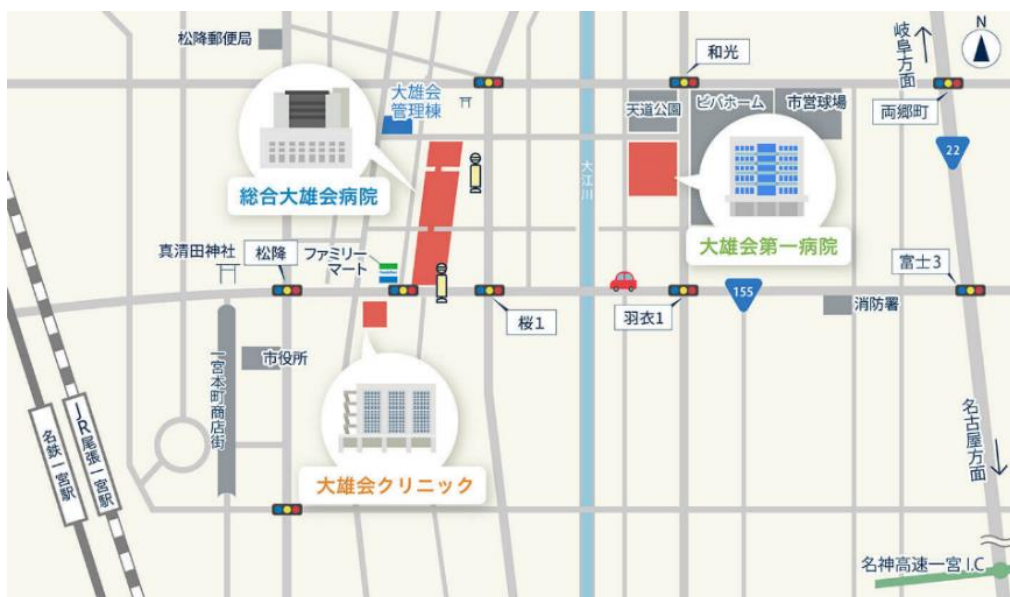 松降郵便局
大雄会
管理棟
和光
岐阜方面
N
天道公園
ビバホーム
市営球場
両郷町
22
総合大雄会病院
大江川
大雄会第一病院
真清田神社
松降
ファミリー
マート
富士3
155
桜1
羽衣1
消防署
市役所
一宮本町商店街
名鉄一宮駅
JR尾張一宮駅
大雄会クリニック
名古屋方面
名神高速一宮I.C